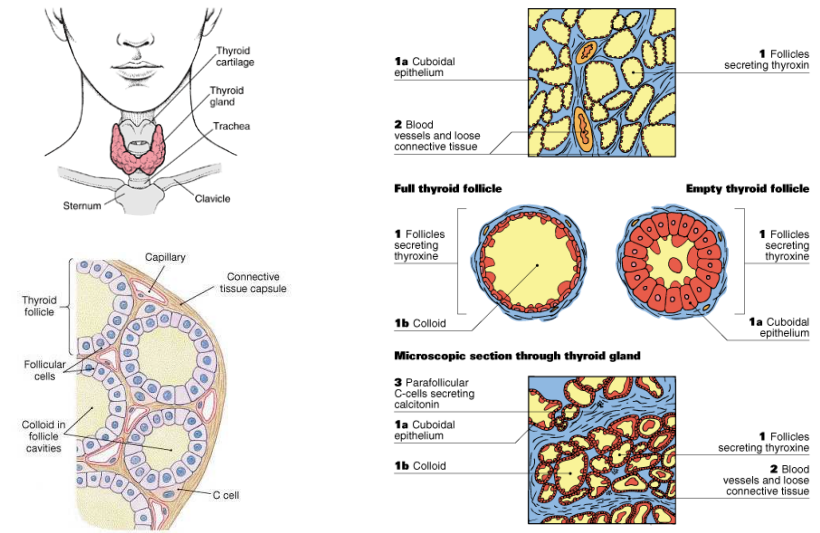 Thyroid
cartilage
Thyroid
gland
Trachea
Clavicle
Sternum
Capillary
Connective
tissue capsule
Thyroid
follicle
Follicular
cells
Colloid in
follicle
cavities
C cell
1a Cuboidal
epithelium
1 Follicles
secreting thyroxin
2 Blood
vessels and loose
connective tissue
Full thyroid follicle
Empty thyroid follicle
1 Follicles
secreting
thyroxine
1 Follicles
secreting
thyroxine
1b Colloid
1a Cuboidal
epithelium
Microscopic section through thyroid gland
3 Parafollicular
C-cells secreting
calcitonin
1a Cuboidal
epithelium
1b Colloid
1 Follicles
secreting thyroxine
2 Blood
vessels and loose
connective tissue